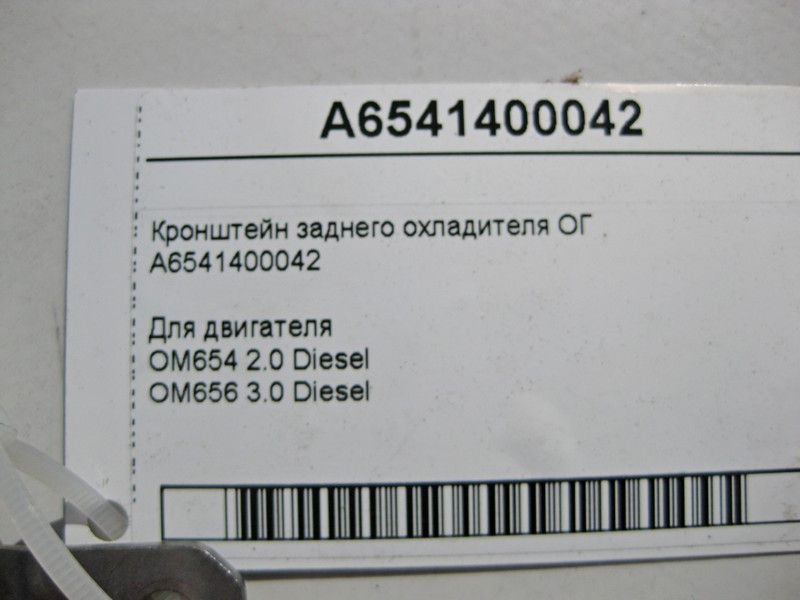 A6541400042
Кронштейн заднего охладителя ОГ
A6541400042
Для двигателя
OM654 2.0 Diesel
OM656 3.0 Diesel